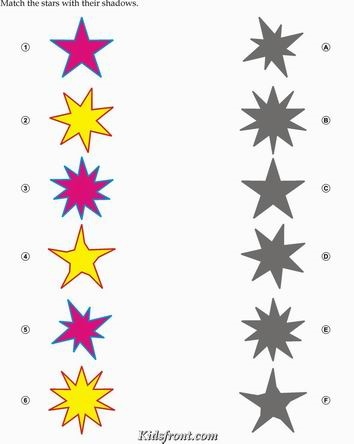 Match the stars with their shadows.
1 A
2 B
3 C
4 D
5 E
6 F
Kidsfront.com